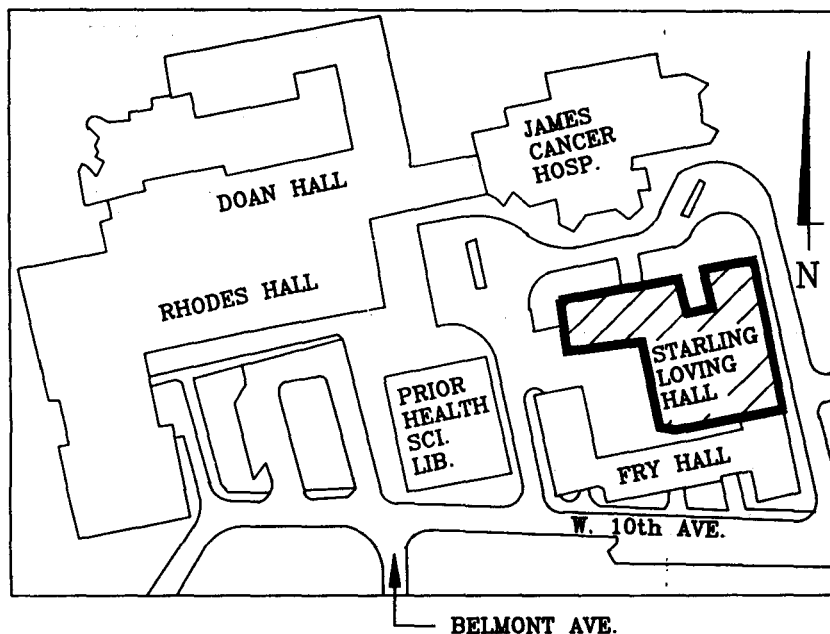 JAMES
CANCER
HOSP.
DOAN HALL
RHODES HALL
N
STARLING
LOVING
HALL
PRIOR
HEALTH
SCI.
LIB.
FRY HALL
W. 10th AVE.
BELMONT AVE.